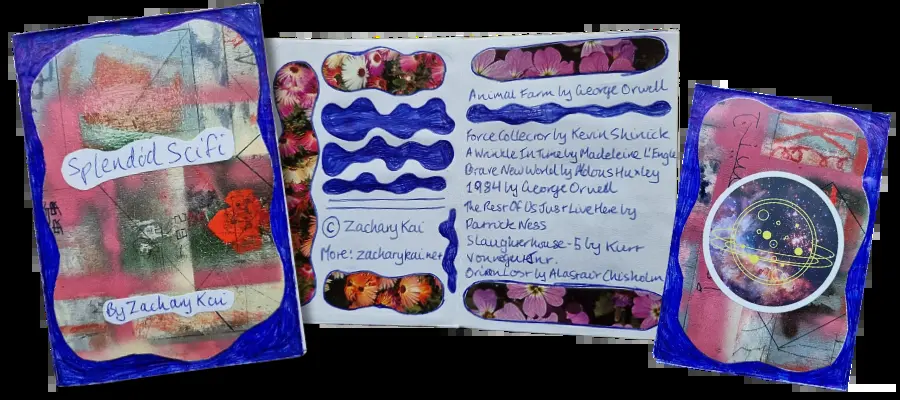 Splendid Scifi
By Zachary Kai
© Zachary Kai
More: zacharykai.net
Animal Farm by George Orwell
Force Collector by Kevin Shinick
A Wrinkle In Time by Madeleine L'Engle
Brave New World by Aldous Huxley
1984 by George Orwell
The Rest Of Us Just Live Here by
Patrick Ness
Slaughterhouse-5 by Kurt
Vonnegut Jnr.
Orion Lost by Alastair Chisholm